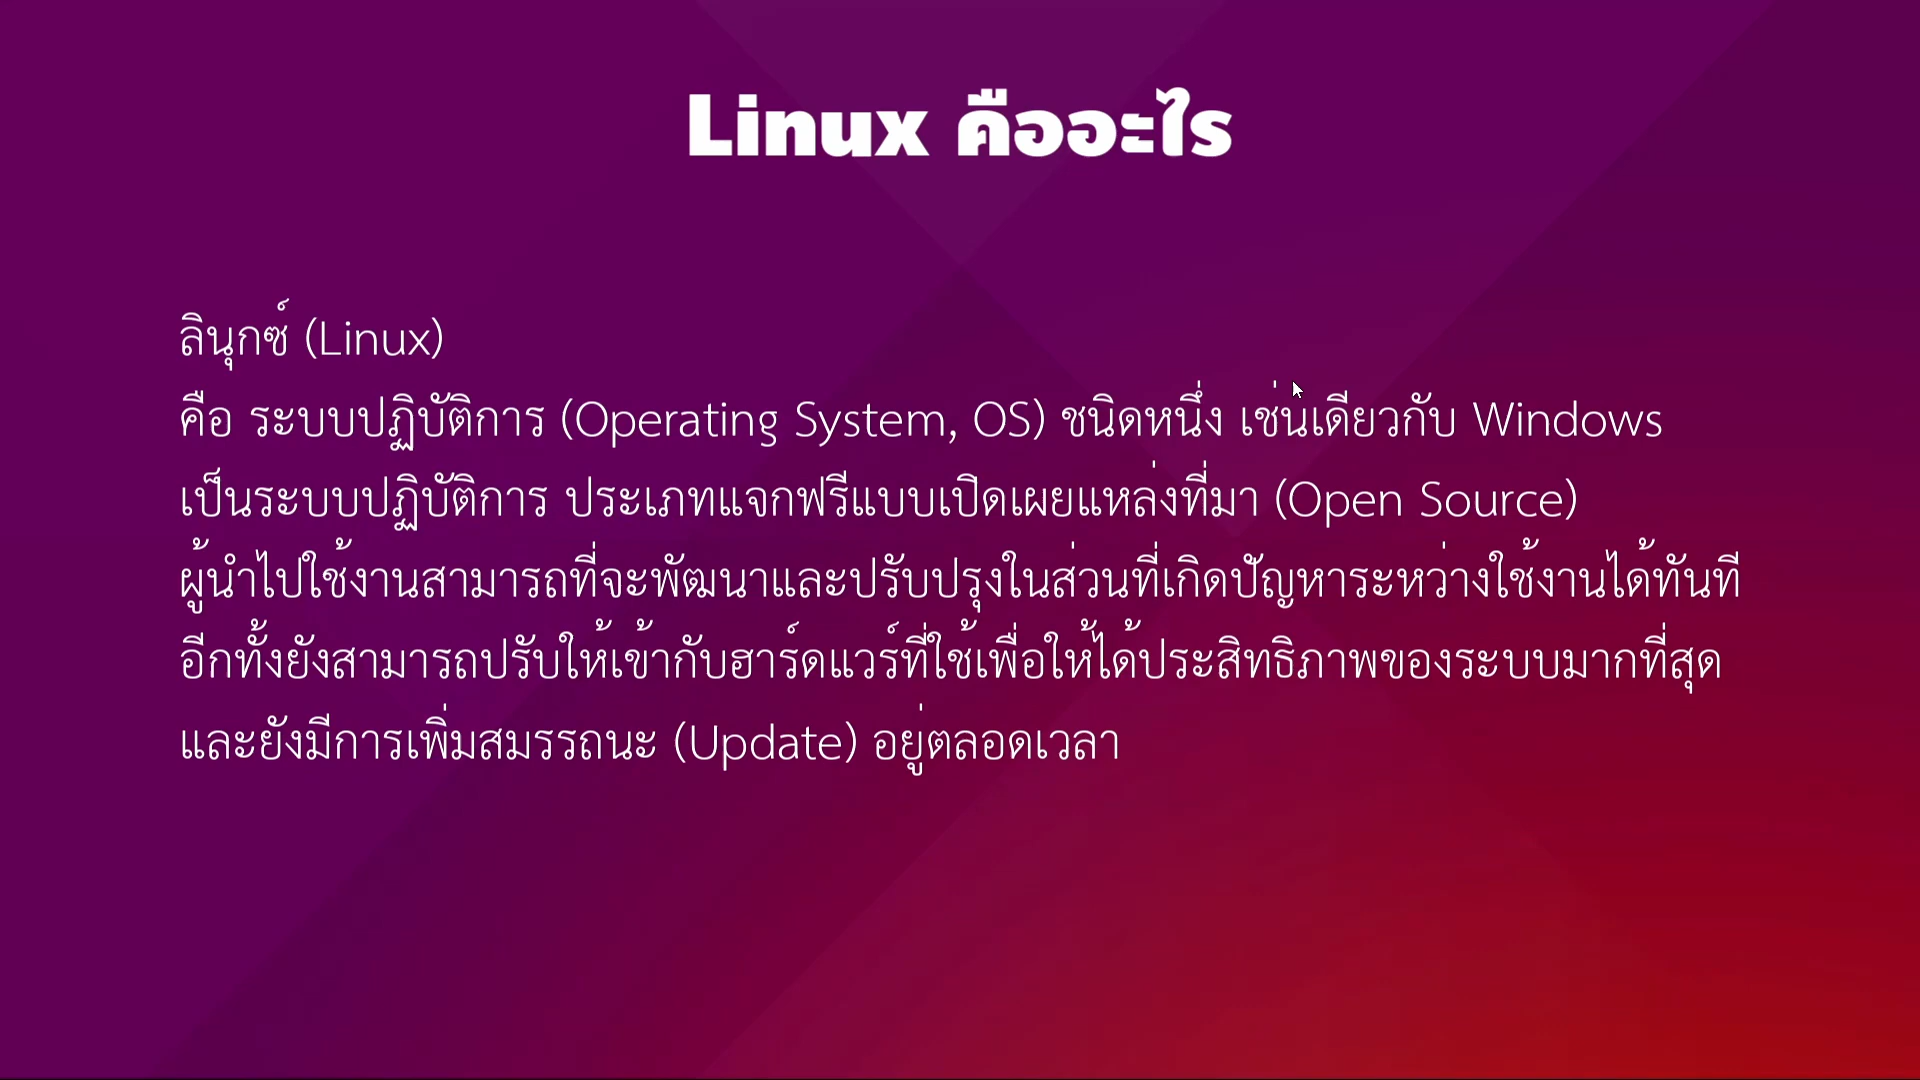 Linux คืออะไร
ลินุกซ์ (Linux)
คือ ระบบปฏิบัติการ (Operating System, OS) ชนิดหนึ่ง เช่นเดียวกับ Windows
เป็นระบบปฏิบัติการ ประเภทแจกฟรีแบบเปิดเผยแหล่งที่มา (Open Source)
ผู้นำไปใช้งานสามารถที่จะพัฒนาและปรับปรุงในส่วนที่เกิดปัญหาระหว่างใช้งานได้ทันที
อีกทั้งยังสามารถปรับให้เข้ากับฮาร์ดแวร์ที่ใช้เพื่อให้ได้ประสิทธิภาพของระบบมากที่สุด
และยังมีการเพิ่มสมรรถนะ (Update) อยู่ตลอดเวลา